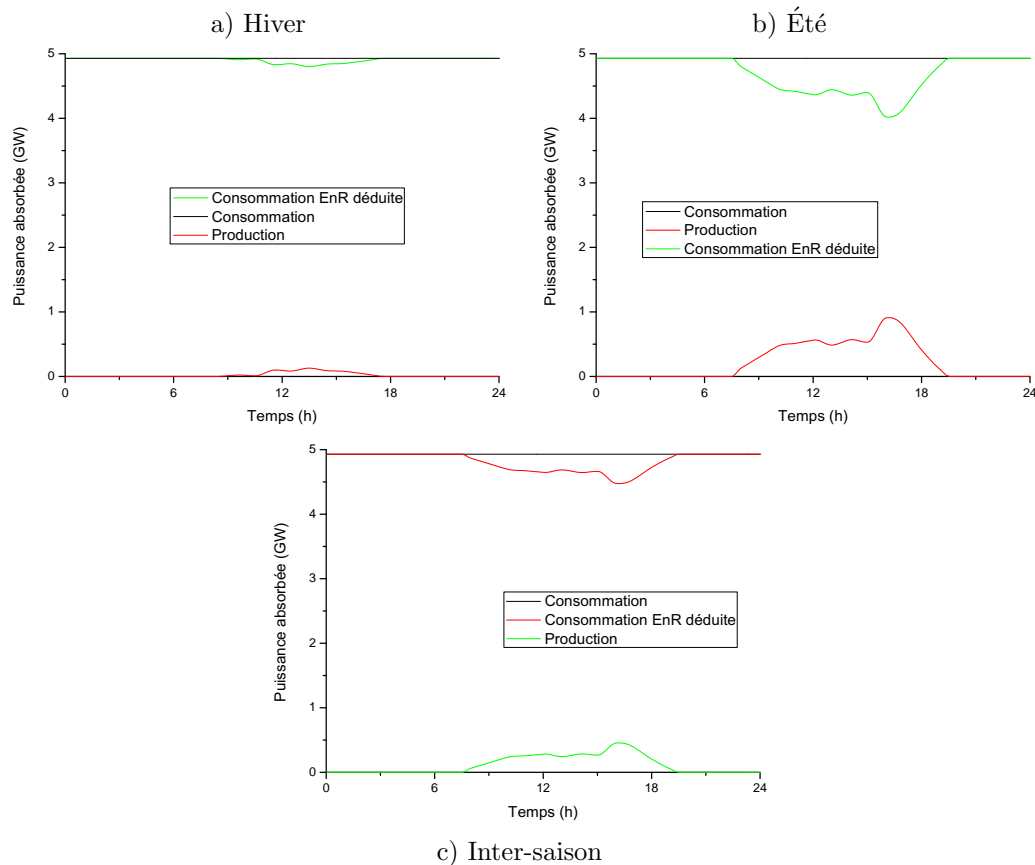 a) Hiver
5
4
3
2
1
0
Puissance absorbée (GW)
Consommation EnR déduite
Consommation
Production
0 6 12 18 24
Temps (h)
b) Été
5
4
3
2
1
0
Puissance absorbée (GW)
Consommation
Production
Consommation EnR déduite
0 6 12 18 24
Temps (h)
5
4
3
2
1
0
Puissance absorbée (GW)
Consommation
Consommation EnR déduite
Production
0 6 12 18 24
Temps (h)
c) Inter-saison